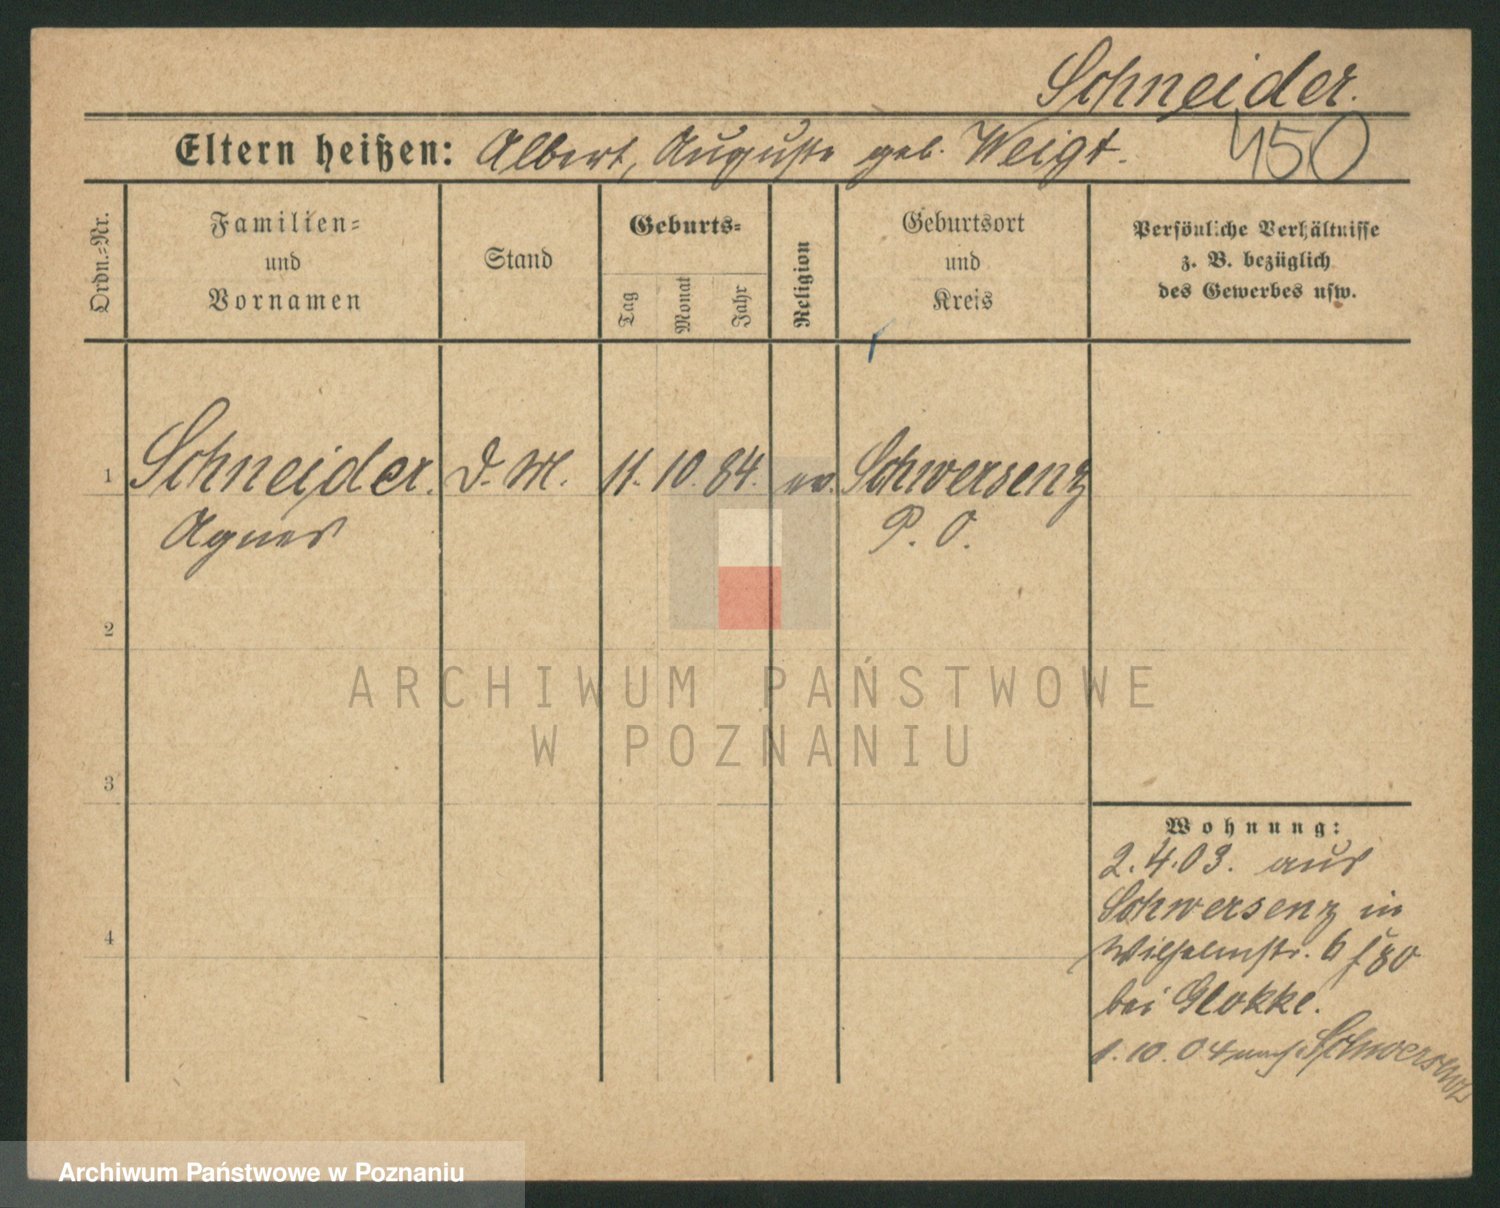 Schneider.
450
Eltern heißen: Albert, Auguste geb. Weigt.
Ordn.-Nr.
Familien-
und
Vornamen
Stand
Geburts-
Tag
Monat
Jahr
Religion
Geburtsort
und
Kreis
Persönliche Verhältnisse
z. B. bezüglich
des Gewerbes usw.
1 Schneider. D. M. 11. 10. 84. ev. Schwersenz
Agnes P. O.
2
3
4
ARCHIWUM PAŃSTWOWE
W POZNANIU
Wohnung:
2.4.03. aus
Schwersenz in
Wilhelmstr. 6
bei Glokke.
1.10.04 nach Schwersenz
Archiwum Państwowe w Poznaniu